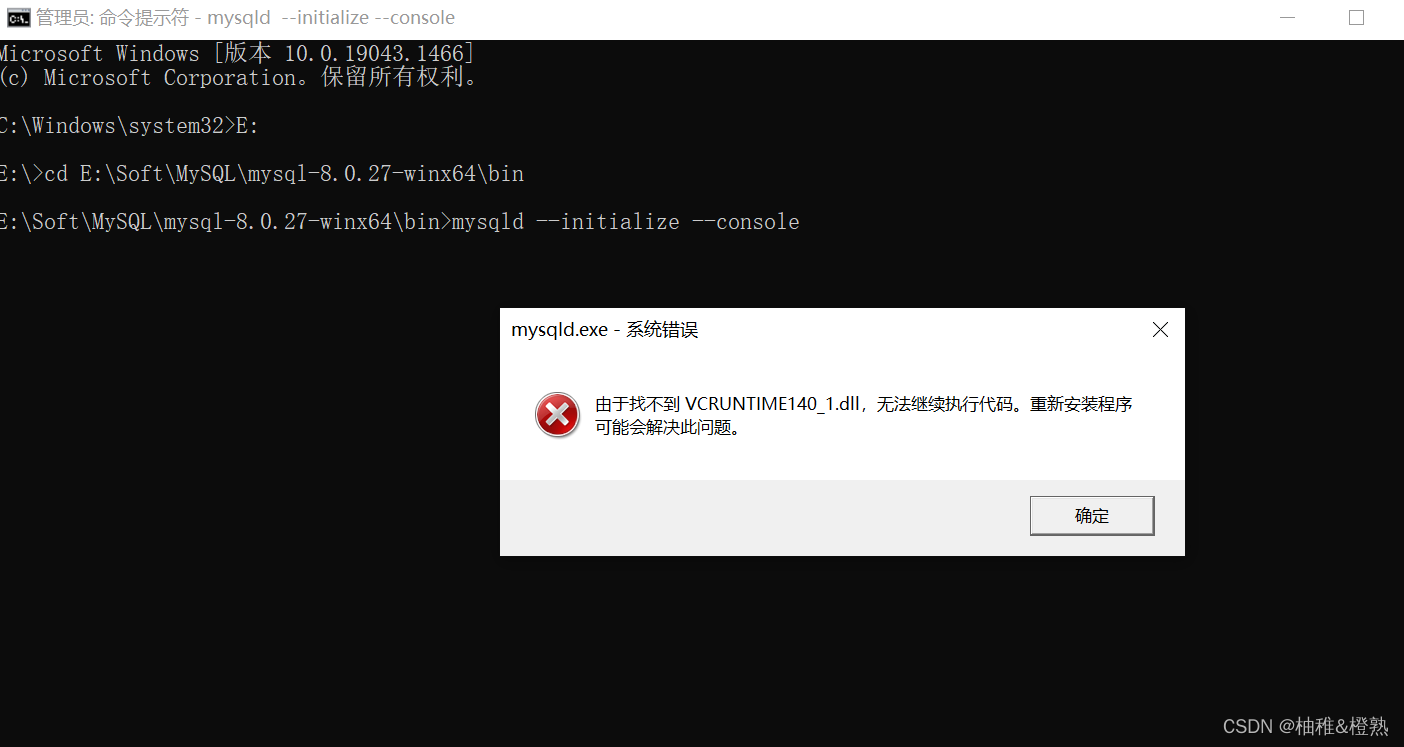 管理员: 命令提示符 - mysqld  --initialize --console
Microsoft Windows [版本 10.0.19043.1466]
(c) Microsoft Corporation。保留所有权利。
C:\Windows\system32>E:
E:\>cd E:\Soft\MySQL\mysql-8.0.27-winx64\bin
E:\Soft\MySQL\mysql-8.0.27-winx64\bin>mysqld --initialize --console
mysqld.exe - 系统错误
由于找不到 VCRUNTIME140_1.dll，无法继续执行代码。重新安装程序
可能会解决此问题。
确定
CSDN @柚稚&橙熟